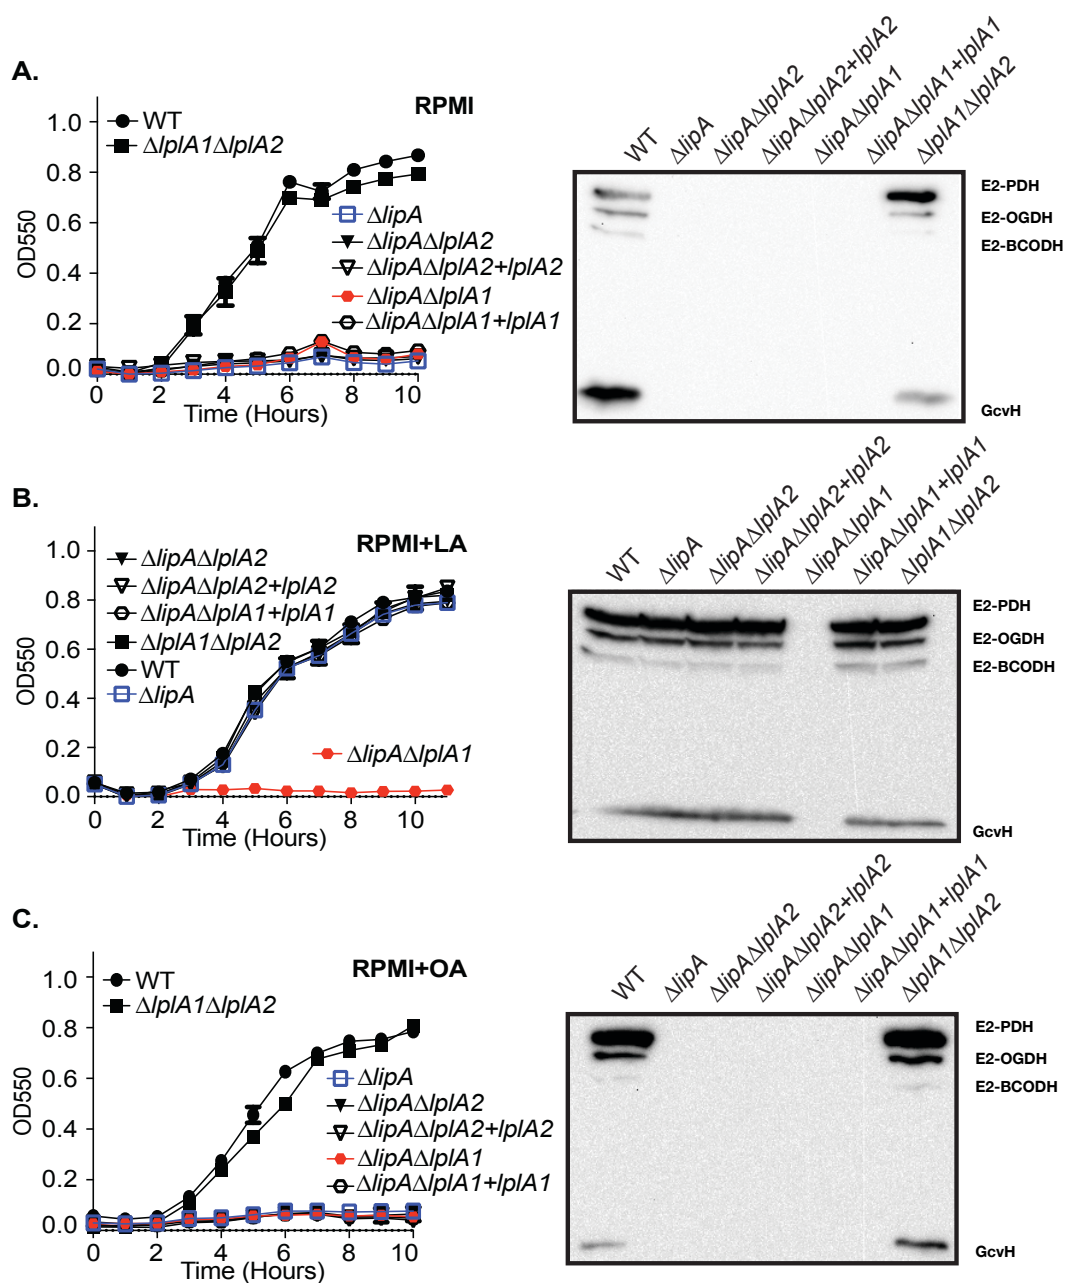 A.
RPMI
WT
ΔlplA1ΔlplA2
ΔlipA
ΔlipAΔlplA2
ΔlipAΔlplA2+lplA2
ΔlipAΔlplA1
ΔlipAΔlplA1+lplA1
OD550
1.0
0.8
0.6
0.4
0.2
0.0
0 2 4 6 8 10
Time (Hours)
WT
ΔlipA
ΔlipAΔlplA2
ΔlipAΔlplA2+lplA2
ΔlipAΔlplA1
ΔlipAΔlplA1+lplA1
ΔlplA1ΔlplA2
E2-PDH
E2-OGDH
E2-BCODH
GcvH
B.
RPMI+LA
ΔlipAΔlplA2
ΔlipAΔlplA2+lplA2
ΔlipAΔlplA1+lplA1
ΔlplA1ΔlplA2
WT
ΔlipA
ΔlipAΔlplA1
OD550
1.0
0.8
0.6
0.4
0.2
0.0
0 2 4 6 8 10
Time (Hours)
WT
ΔlipA
ΔlipAΔlplA2
ΔlipAΔlplA2+lplA2
ΔlipAΔlplA1
ΔlipAΔlplA1+lplA1
ΔlplA1ΔlplA2
E2-PDH
E2-OGDH
E2-BCODH
GcvH
C.
RPMI+OA
WT
ΔlplA1ΔlplA2
ΔlipA
ΔlipAΔlplA2
ΔlipAΔlplA2+lplA2
ΔlipAΔlplA1
ΔlipAΔlplA1+lplA1
OD550
1.0
0.8
0.6
0.4
0.2
0.0
0 2 4 6 8 10
Time (Hours)
WT
ΔlipA
ΔlipAΔlplA2
ΔlipAΔlplA2+lplA2
ΔlipAΔlplA1
ΔlipAΔlplA1+lplA1
ΔlplA1ΔlplA2
E2-PDH
E2-OGDH
E2-BCODH
GcvH